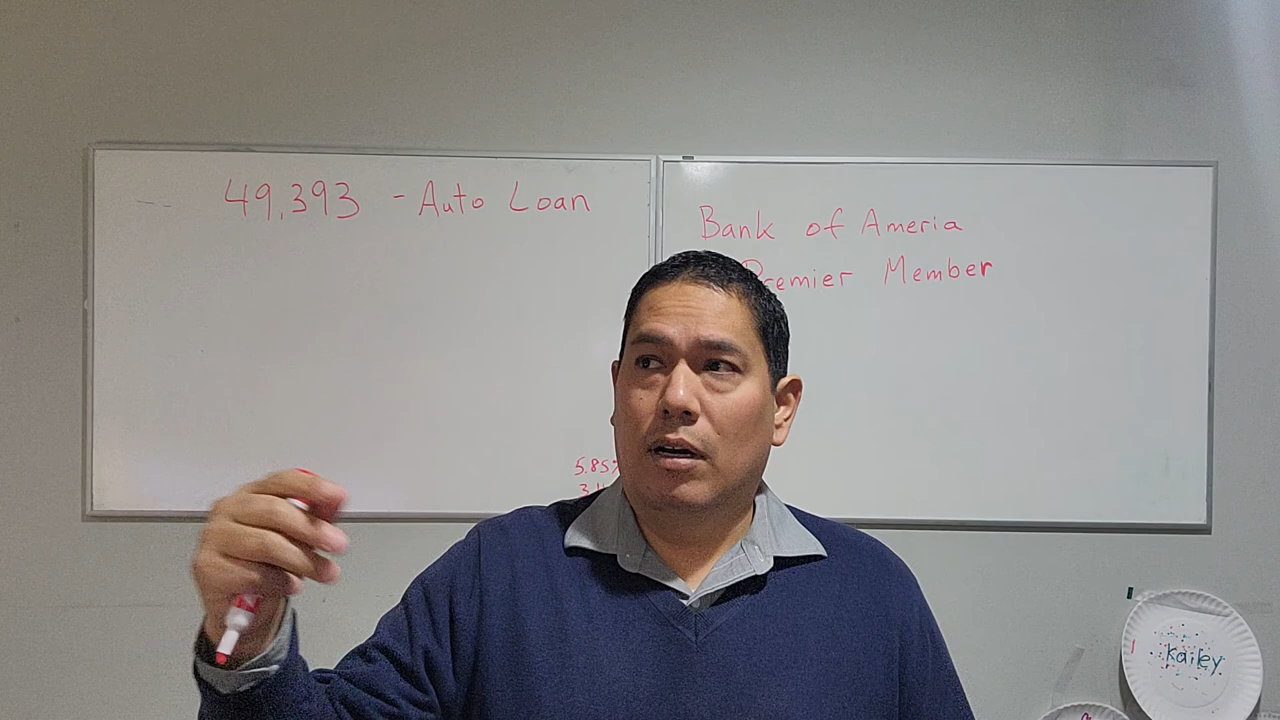 49,393 - Auto Loan
Bank of Ameria
Premier Member
5.85%
Kailey